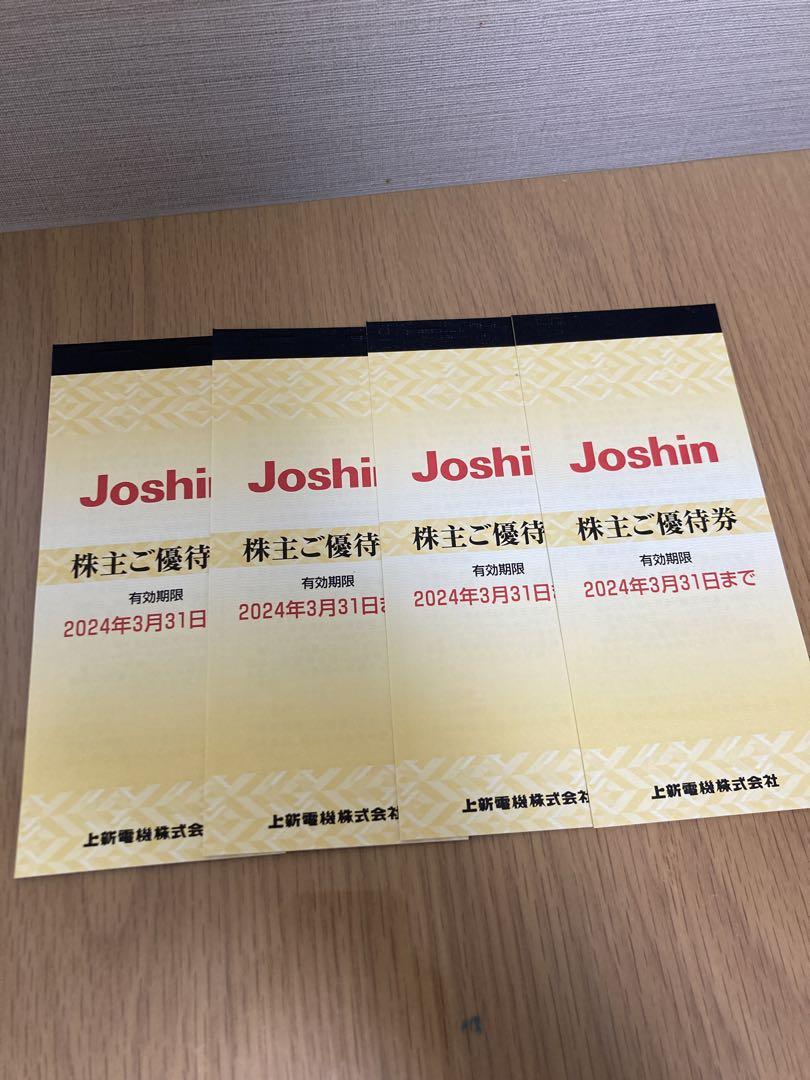 Joshi
株主ご優待
有効期限
2024年3月31日
上新電機株式会
Joshin
株主ご優待
有効期限
2024年3月31日ま
上新電機株式会社
Joshin
株主ご優待
有効期限
2024年3月31日ま
上新電機株式会社
Joshin
株主ご優待券
有効期限
2024年3月31日まで
上新電機株式会社